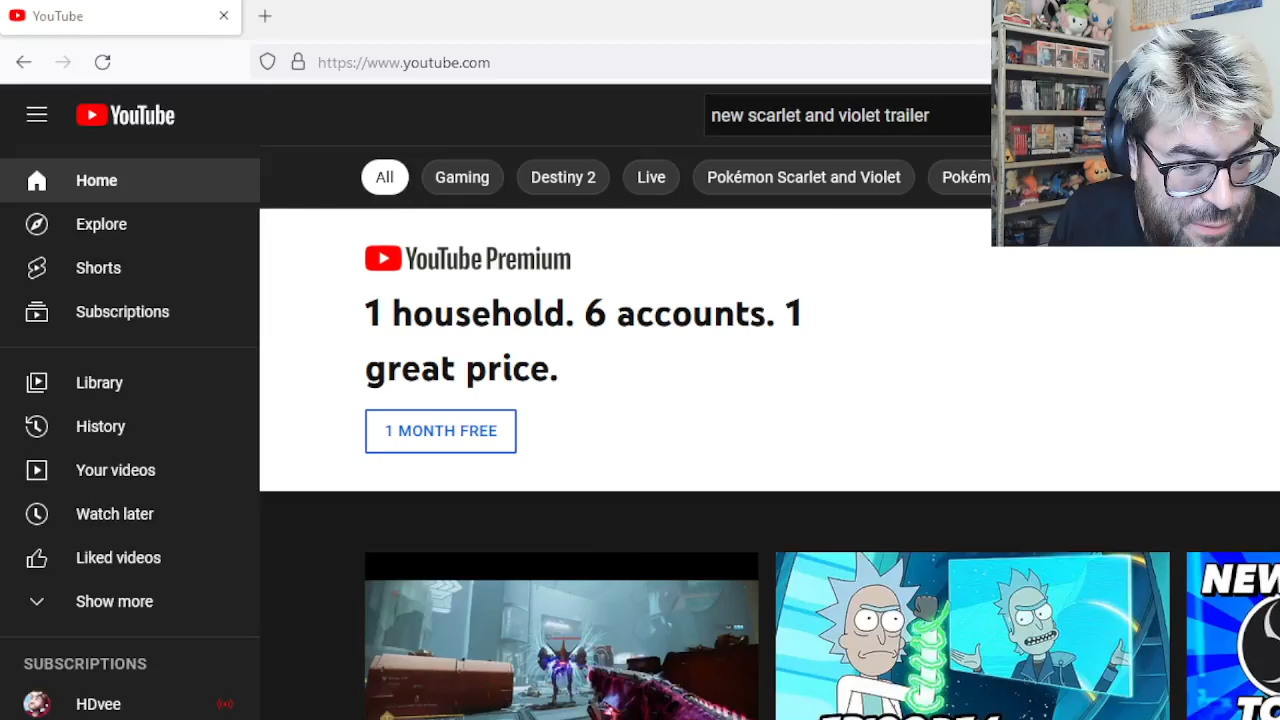 YouTube
https://www.youtube.com
YouTube
new scarlet and violet trailer
Home
Explore
Shorts
Subscriptions
Library
History
Your videos
Watch later
Liked videos
Show more
SUBSCRIPTIONS
HDvee
All
Gaming
Destiny 2
Live
Pokémon Scarlet and Violet
Pokém
YouTube Premium
1 household. 6 accounts. 1
great price.
1 MONTH FREE
NEW